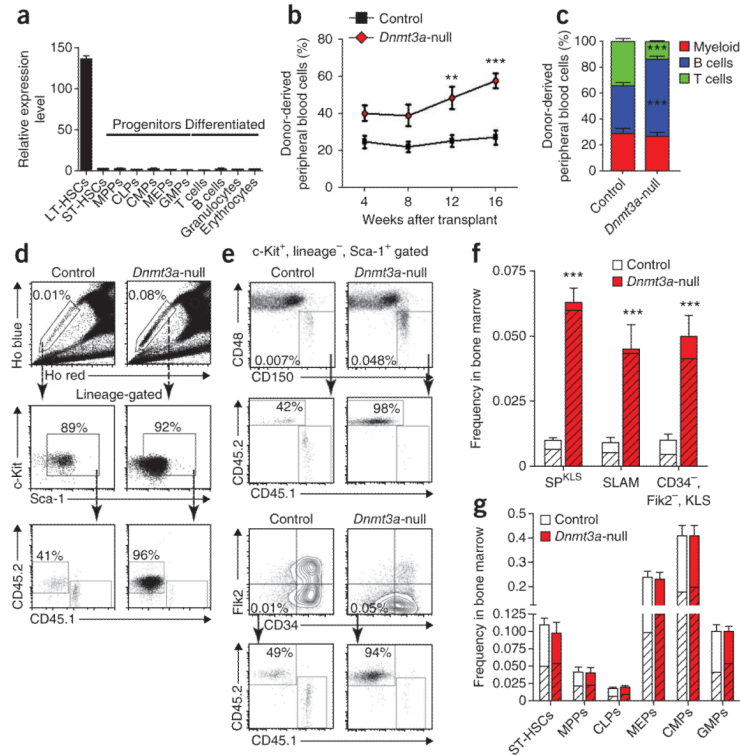 a
Relative expression
level
150
100
50
0
Progenitors Differentiated
LT-HSCs
ST-HSCs
MPPs
CLPs
CMPs
MEPs
GMPs
T cells
B cells
Granulocytes
Erythrocytes
b
Control
Dnmt3a-null
Donor-derived
peripheral blood cells (%)
80
60
40
20
0
**
***
4 8 12 16
Weeks after transplant
c
Myeloid
B cells
T cells
Donor-derived
peripheral blood cells (%)
100
80
60
40
20
0
***
***
Control
Dnmt3a-null
d
Control Dnmt3a-null
0.01% 0.08%
Ho blue
Ho red
Lineage-gated
89% 92%
c-Kit
Sca-1
41% 96%
CD45.2
CD45.1
e
c-Kit+, lineage−, Sca-1+ gated
Control Dnmt3a-null
CD48
0.007% 0.048%
CD150
42% 98%
CD45.2
CD45.1
Control Dnmt3a-null
Flk2
0.01% 0.05%
CD34
49% 94%
CD45.2
CD45.1
f
Control
Dnmt3a-null
Frequency in bone marrow
0.075
0.050
0.025
0
***
***
***
SPKLS SLAM CD34−,
Flk2−, KLS
g
Control
Dnmt3a-null
Frequency in bone marrow
0.5
0.4
0.3
0.2
0.125
0.100
0.075
0.050
0.025
0
ST-HSCs
MPPs
CLPs
MEPs
CMPs
GMPs